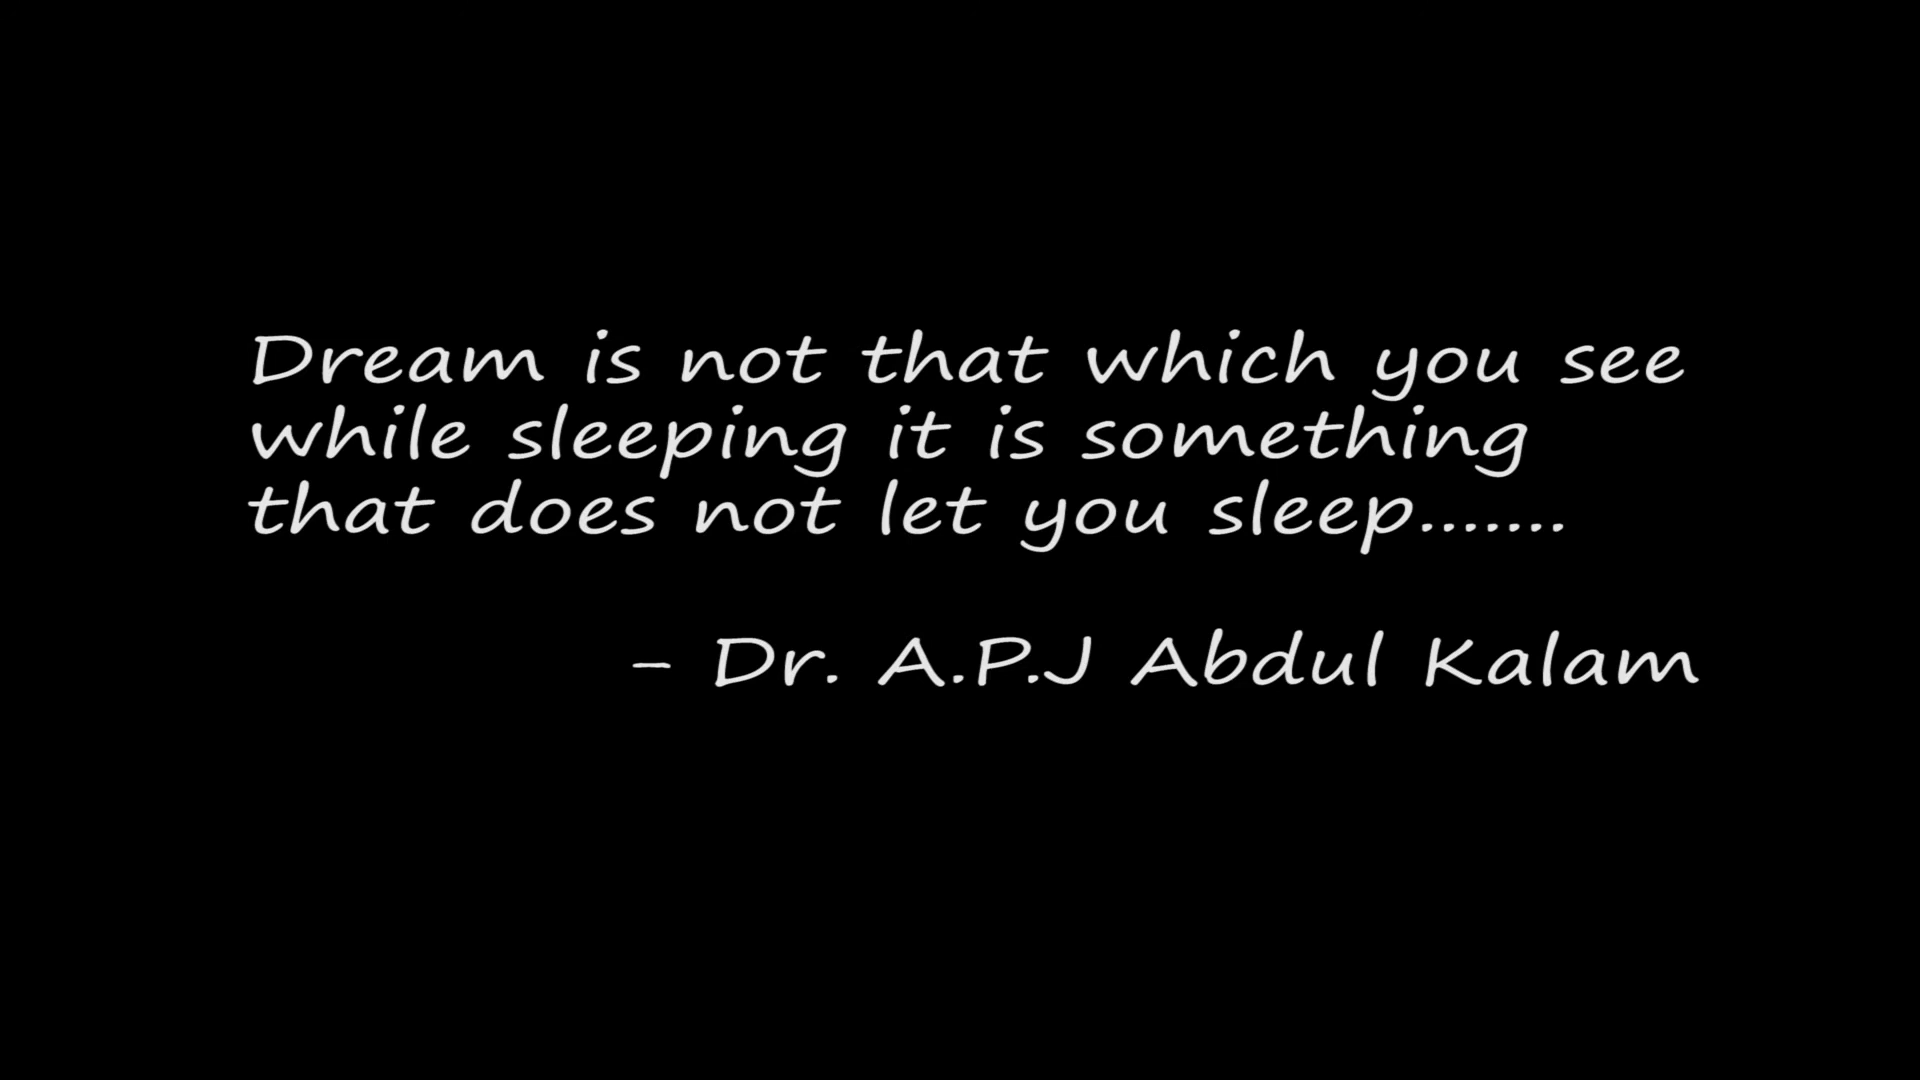 Dream is not that which you see
while sleeping it is something
that does not let you sleep.......
- Dr. A.P.J Abdul Kalam